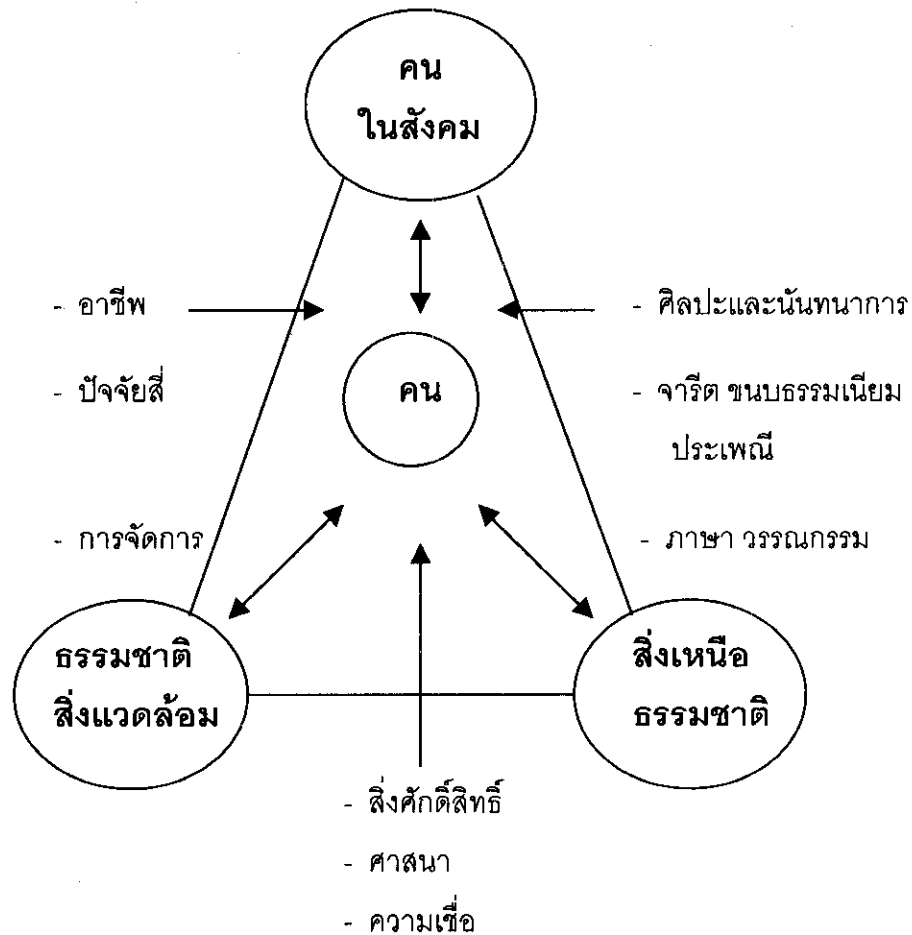 คน
ในสังคม
- อาชีพ
- ศิลปะและนันทนาการ
คน
- ปัจจัยสี่
- จารีต ขนบธรรมเนียม
ประเพณี
- การจัดการ
- ภาษา วรรณกรรม
ธรรมชาติ
สิ่งแวดล้อม
สิ่งเหนือ
ธรรมชาติ
- สิ่งศักดิ์สิทธิ์
- ศาสนา
- ความเชื่อ